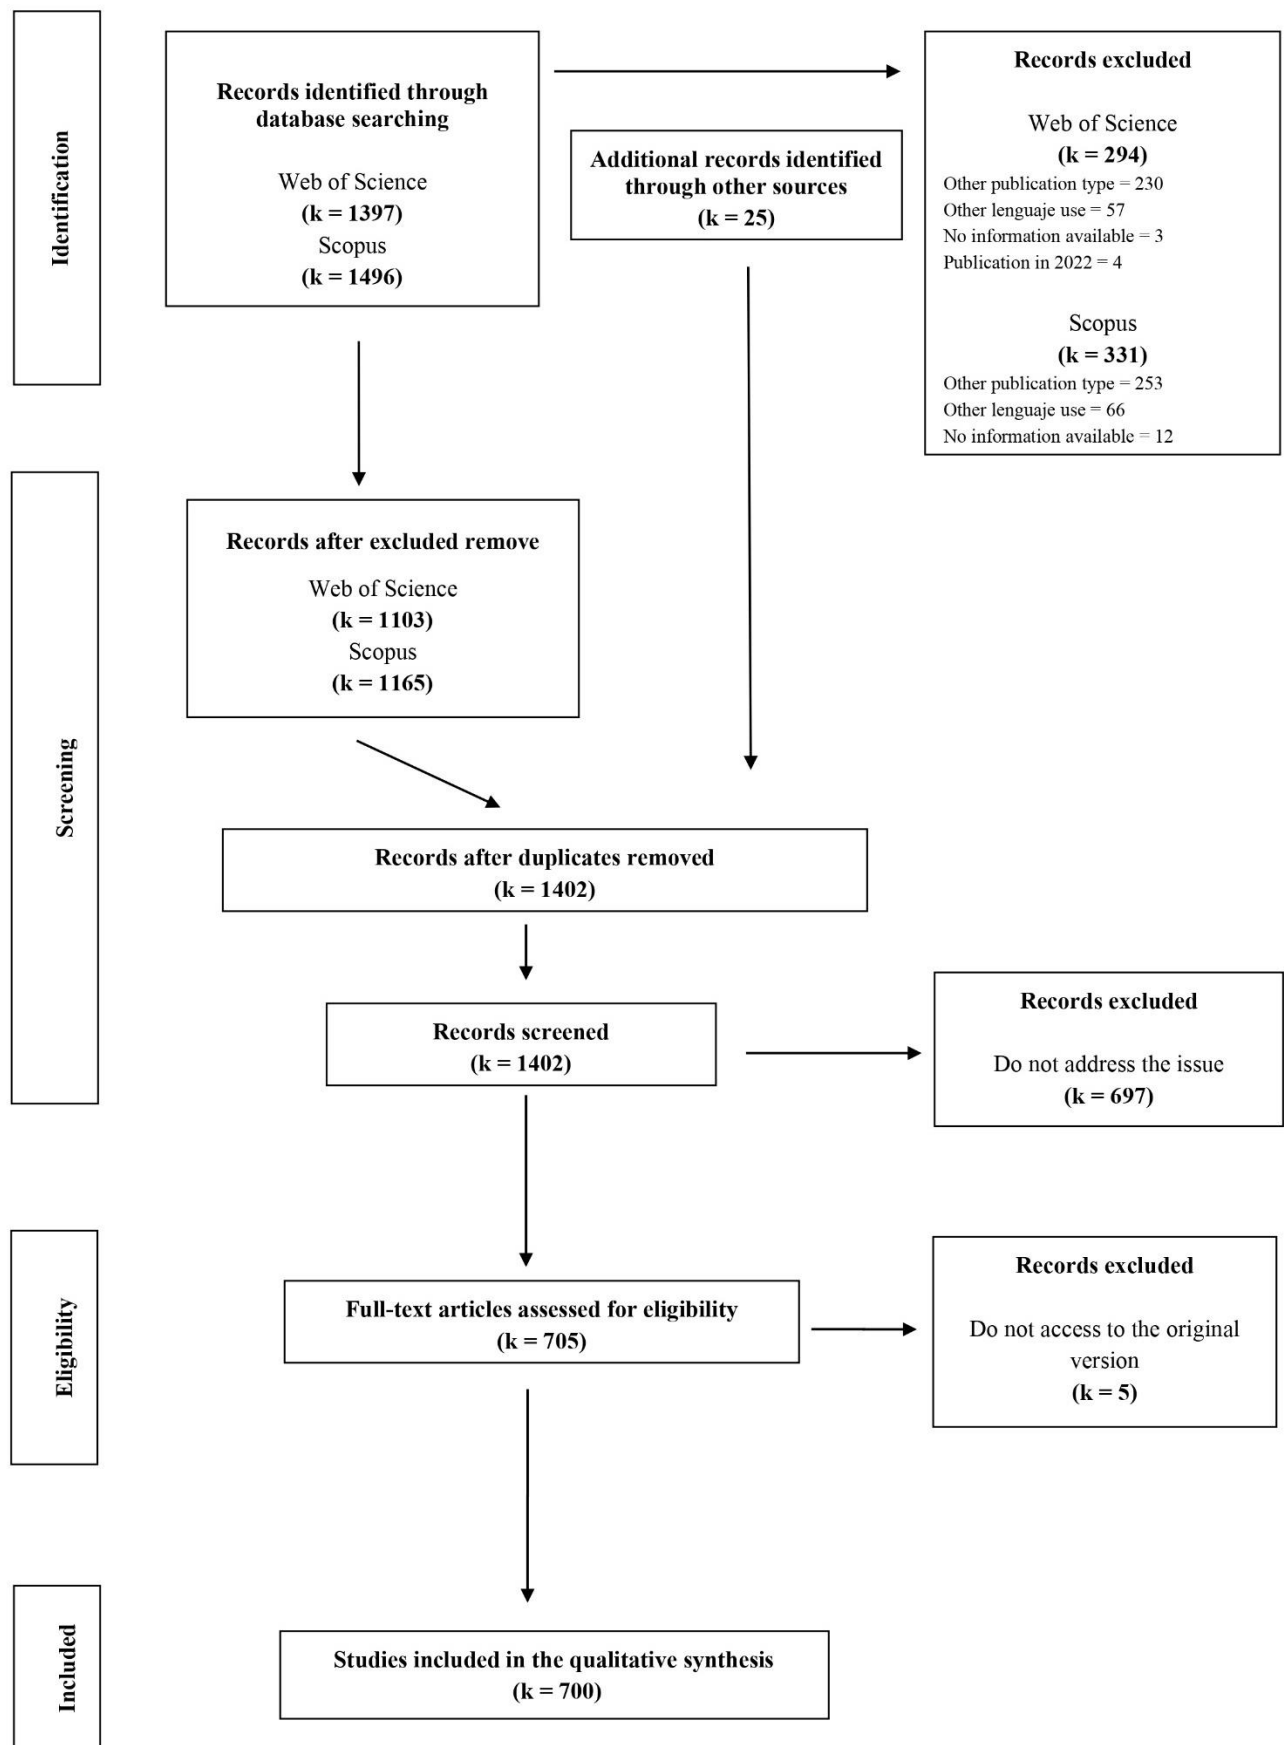 Identification
Records identified through
database searching
Web of Science
(k = 1397)
Scopus
(k = 1496)
Additional records identified
through other sources
(k = 25)
Records excluded
Web of Science
(k = 294)
Other publication type = 230
Other lenguaje use = 57
No information available = 3
Publication in 2022 = 4
Scopus
(k = 331)
Other publication type = 253
Other lenguaje use = 66
No information available = 12
Screening
Records after excluded remove
Web of Science
(k = 1103)
Scopus
(k = 1165)
Records after duplicates removed
(k = 1402)
Records screened
(k = 1402)
Records excluded
Do not address the issue
(k = 697)
Eligibility
Full-text articles assessed for eligibility
(k = 705)
Records excluded
Do not access to the original
version
(k = 5)
Included
Studies included in the qualitative synthesis
(k = 700)